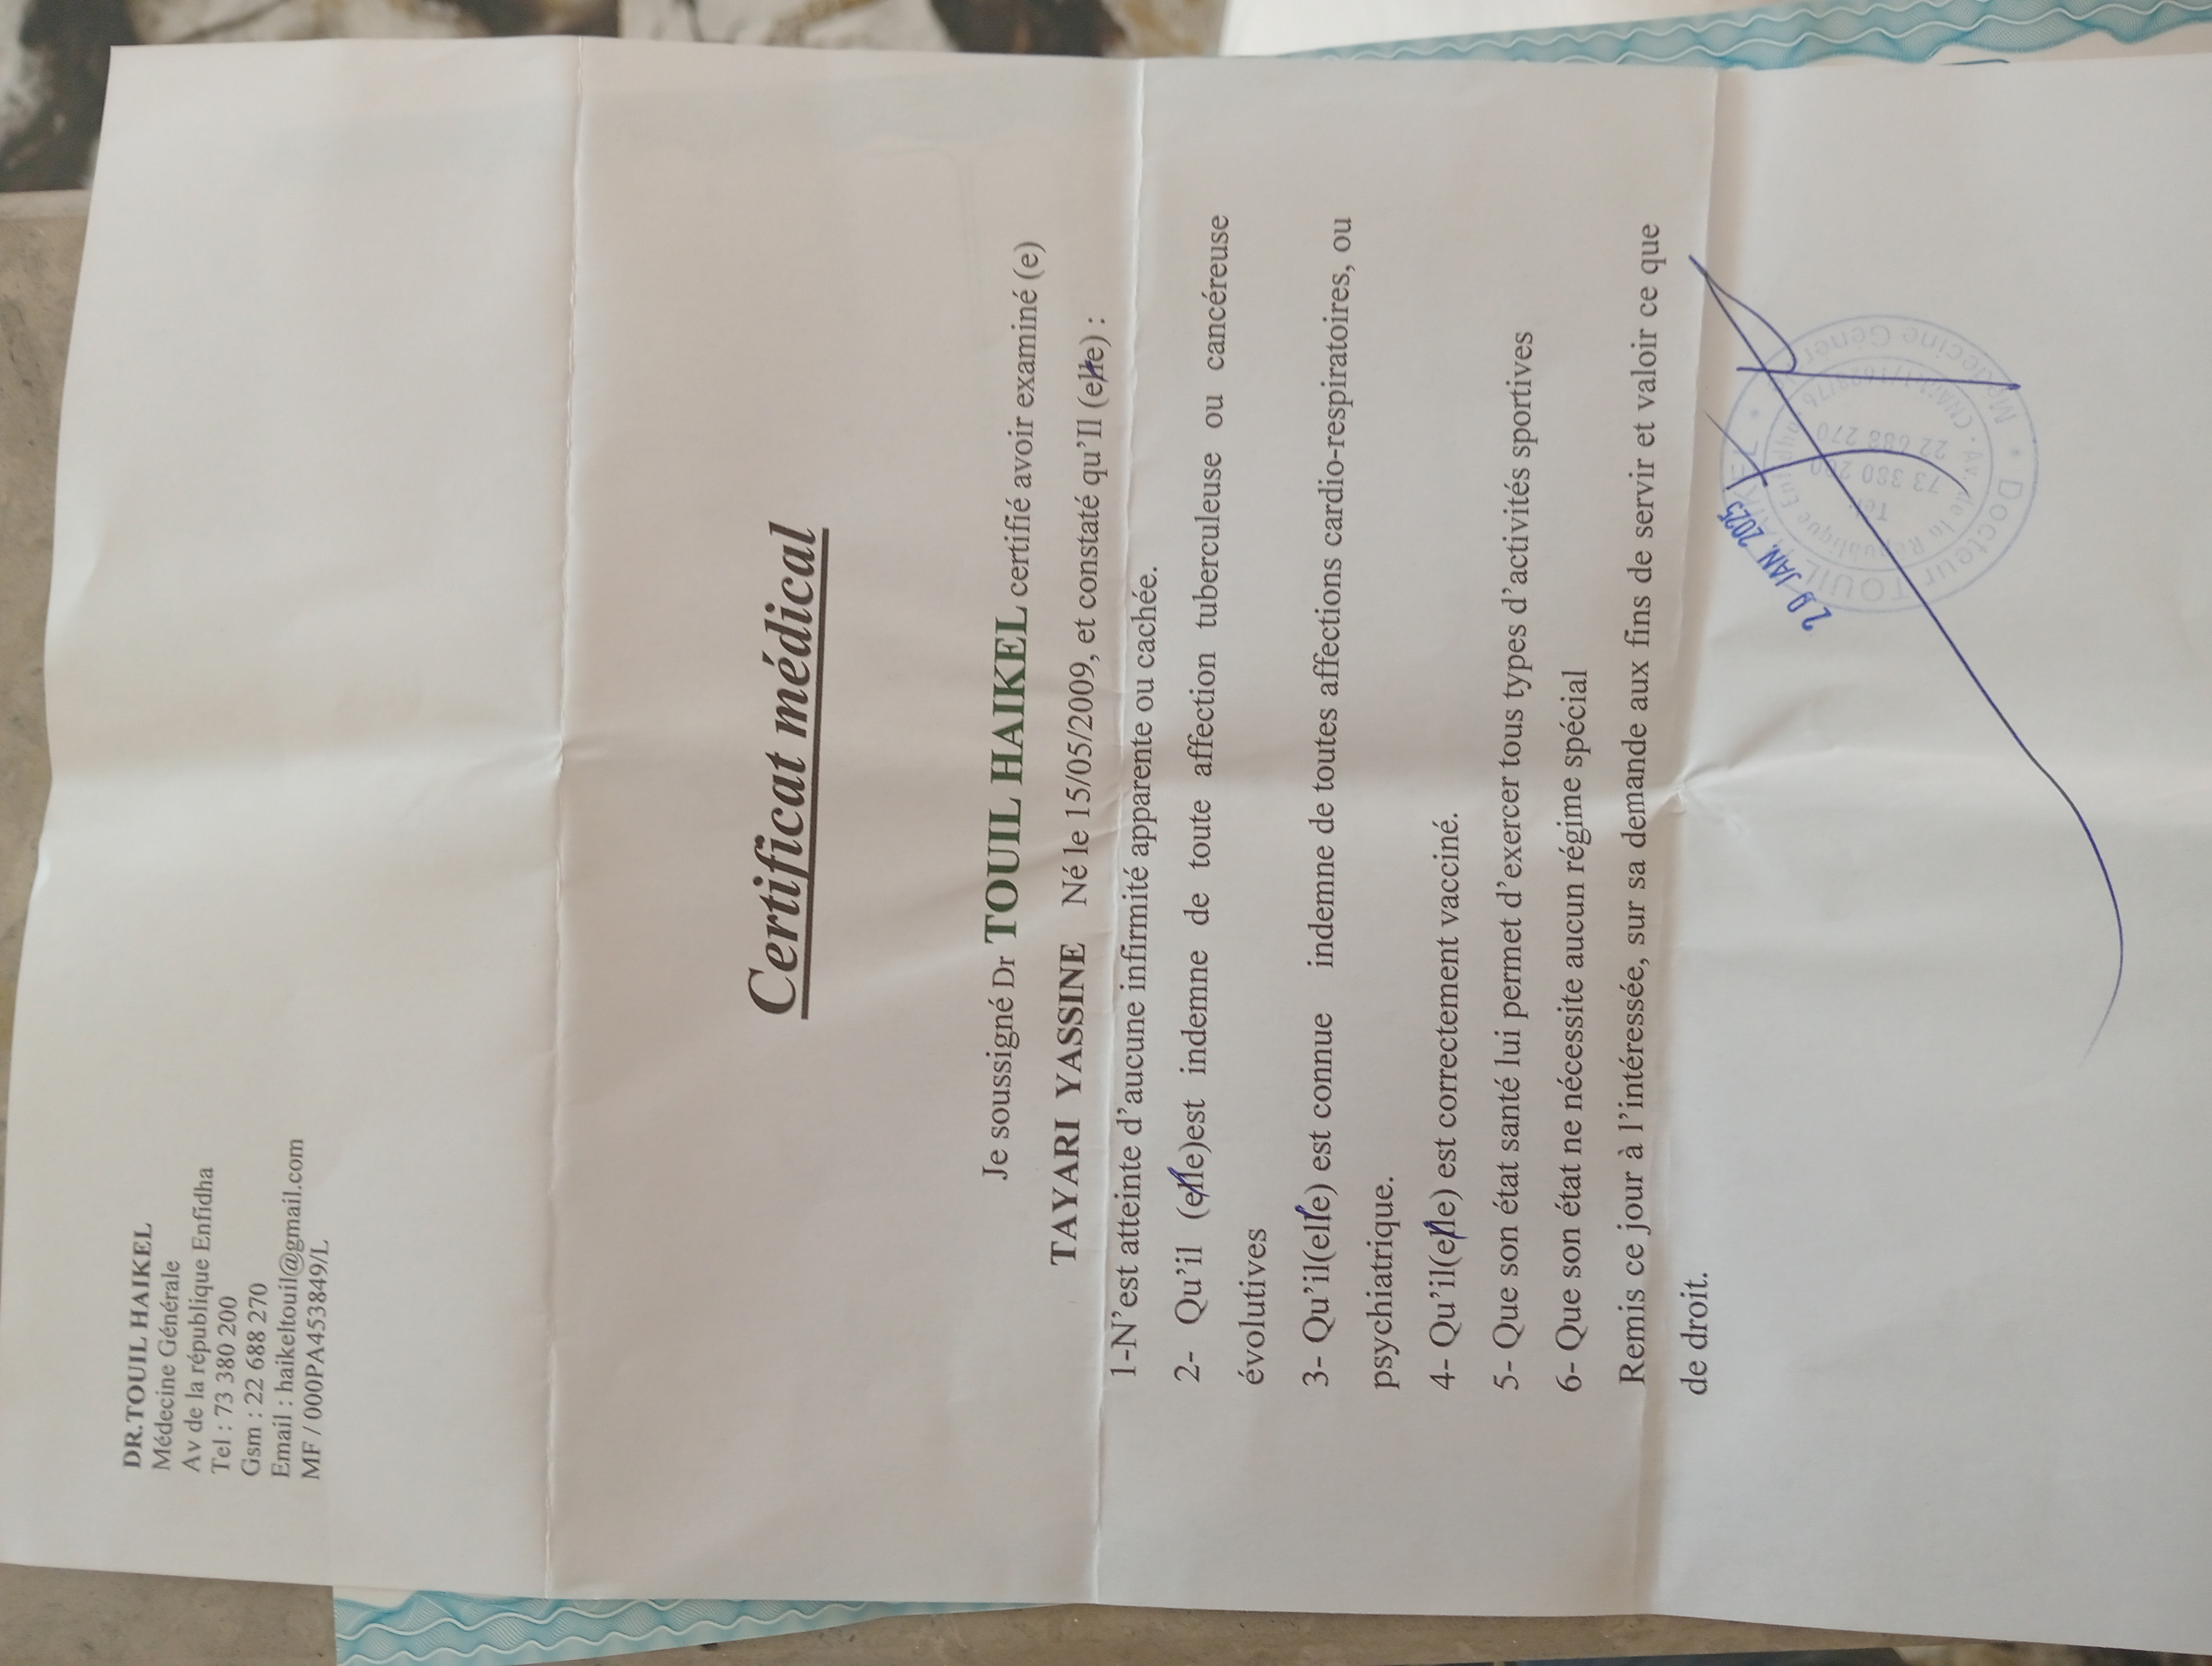 DR.TOUIL HAIKEL
Médecine Générale
Av de la république Enfidha
Tel : 73 380 200
Gsm : 22 688 270
Email : haikeltouil@gmail.com
MF / 000PA453849/L
Certificat médical
Je soussigné Dr TOUIL HAIKEL certifié avoir examiné (e)
TAYARI YASSINE Né le 15/05/2009, et constaté qu'Il (elle) :
1-N'est atteinte d'aucune infirmité apparente ou cachée.
2- Qu'il (elle)est indemne de toute affection tuberculeuse ou cancéreuse
évolutives
3- Qu'il(elle) est connue indemne de toutes affections cardio-respiratoires, ou
psychiatrique.
4- Qu'il(elle) est correctement vacciné.
5- Que son état santé lui permet d'exercer tous types d'activités sportives
6- Que son état ne nécessite aucun régime spécial
Remis ce jour à l'intéressée, sur sa demande aux fins de servir et valoir ce que
de droit.
JAN. 2025
Docteur TOUIL
Av. de la République
Tel
73 380 200
22 688 270